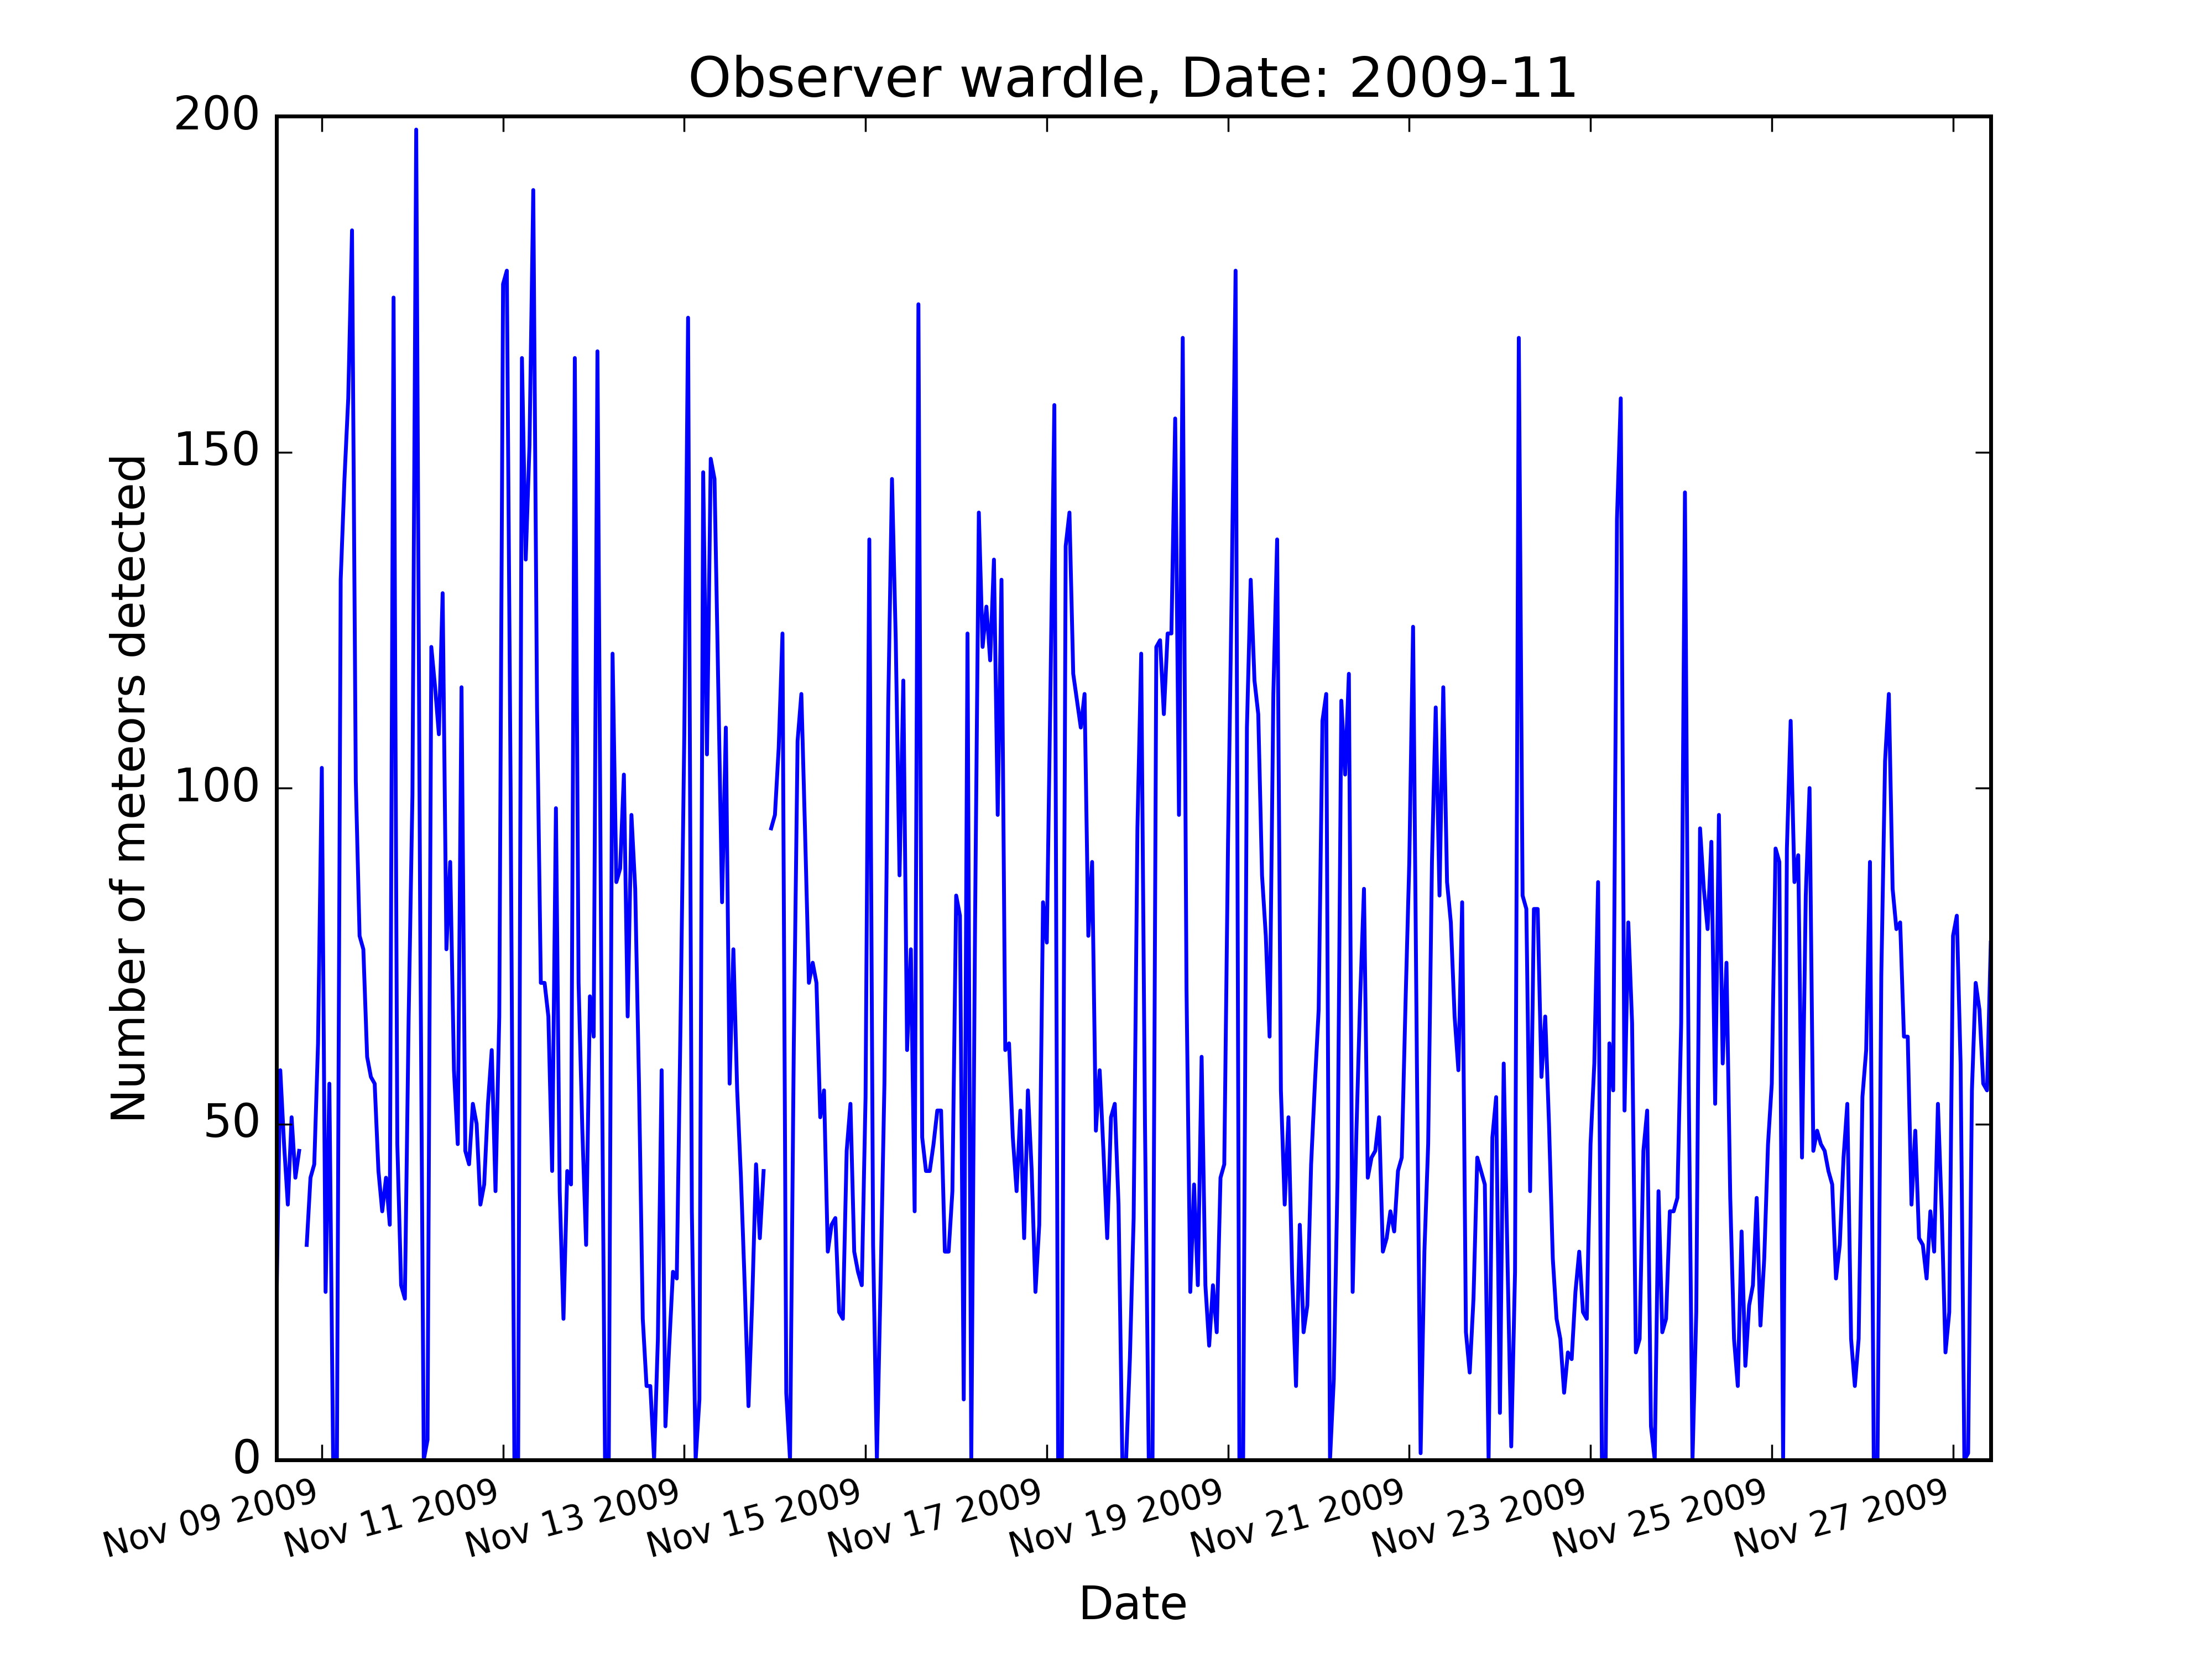 Observer wardle, Date: 2009-11
200
150
100
50
0
Number of meteors detected
Nov 09 2009
Nov 11 2009
Nov 13 2009
Nov 15 2009
Nov 17 2009
Nov 19 2009
Nov 21 2009
Nov 23 2009
Nov 25 2009
Nov 27 2009
Date